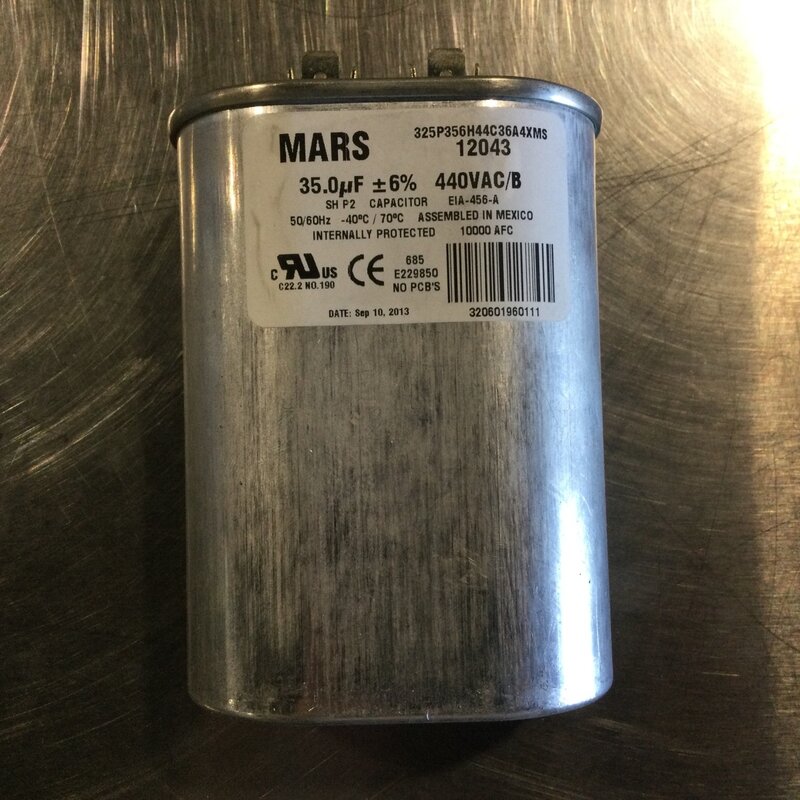 MARS 325P356H44C36A4XMS
12043
35.0µF ±6% 440VAC/B
SH P2 CAPACITOR EIA-456-A
50/60Hz -40ºC / 70ºC ASSEMBLED IN MEXICO
INTERNALLY PROTECTED 10000 AFC
C RU US CE 685
E229850
C22.2 NO.190 NO PCB'S
DATE: Sep 10, 2013 320601960111